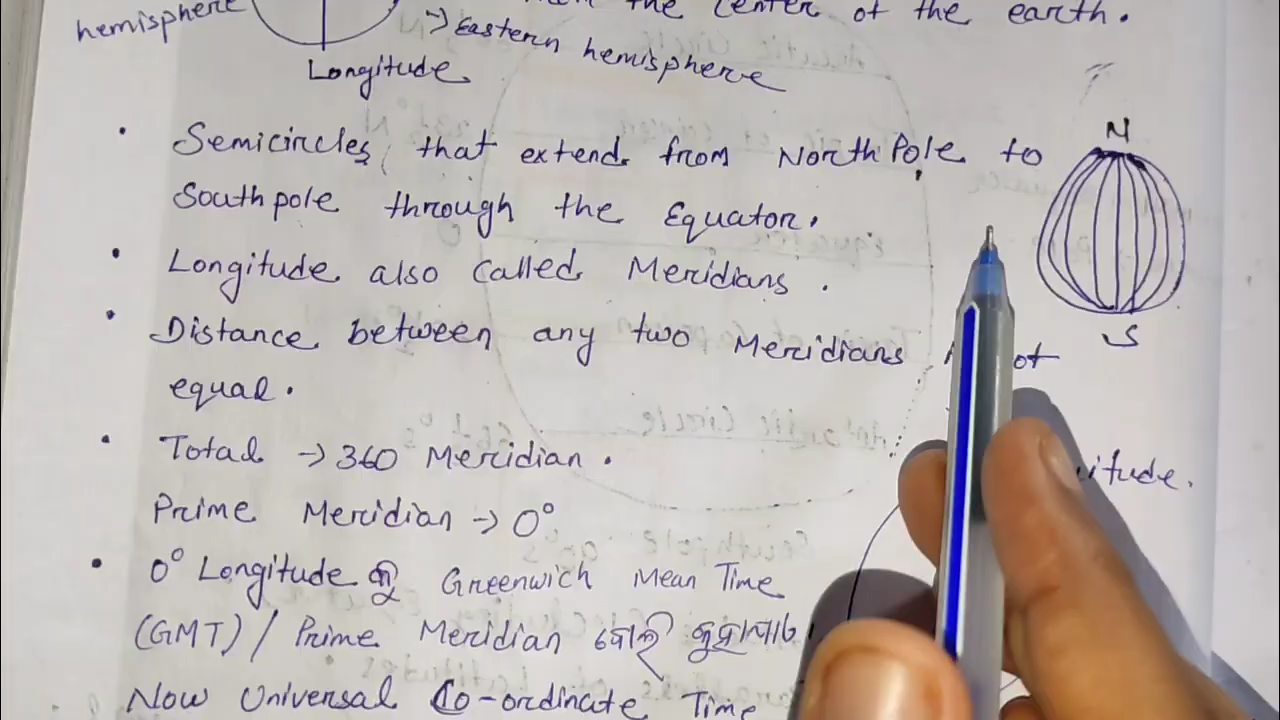 the center of the earth.
hemisphere
→ Eastern hemisphere
Longitude
• Semicircles, that extend from North Pole to
South pole through the Equator.
N
• Longitude also called Meridians.
• Distance between any two Meridians not
equal.
S
• Total → 360 Meridian.
Prime Meridian → 0°
• 0° Longitude କୁ Greenwich Mean Time
(GMT) / Prime Meridian ବୋଲି କୁହାଯାଏ
Now Universal Co-ordinate Time